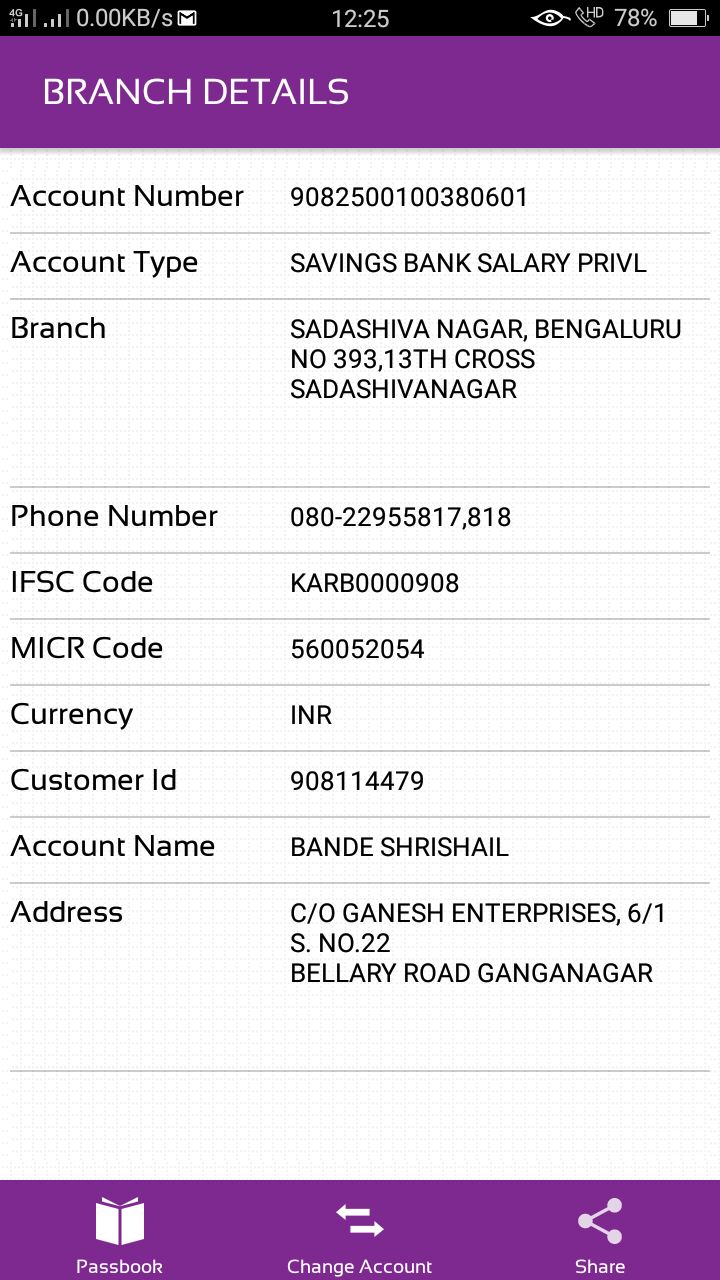 4G 0.00KB/s 12:25 HD 78%
BRANCH DETAILS
Account Number 9082500100380601
Account Type SAVINGS BANK SALARY PRIVL
Branch SADASHIVA NAGAR, BENGALURU
NO 393,13TH CROSS
SADASHIVANAGAR
Phone Number 080-22955817,818
IFSC Code KARB0000908
MICR Code 560052054
Currency INR
Customer Id 908114479
Account Name BANDE SHRISHAIL
Address C/O GANESH ENTERPRISES, 6/1
S. NO.22
BELLARY ROAD GANGANAGAR
Passbook Change Account Share